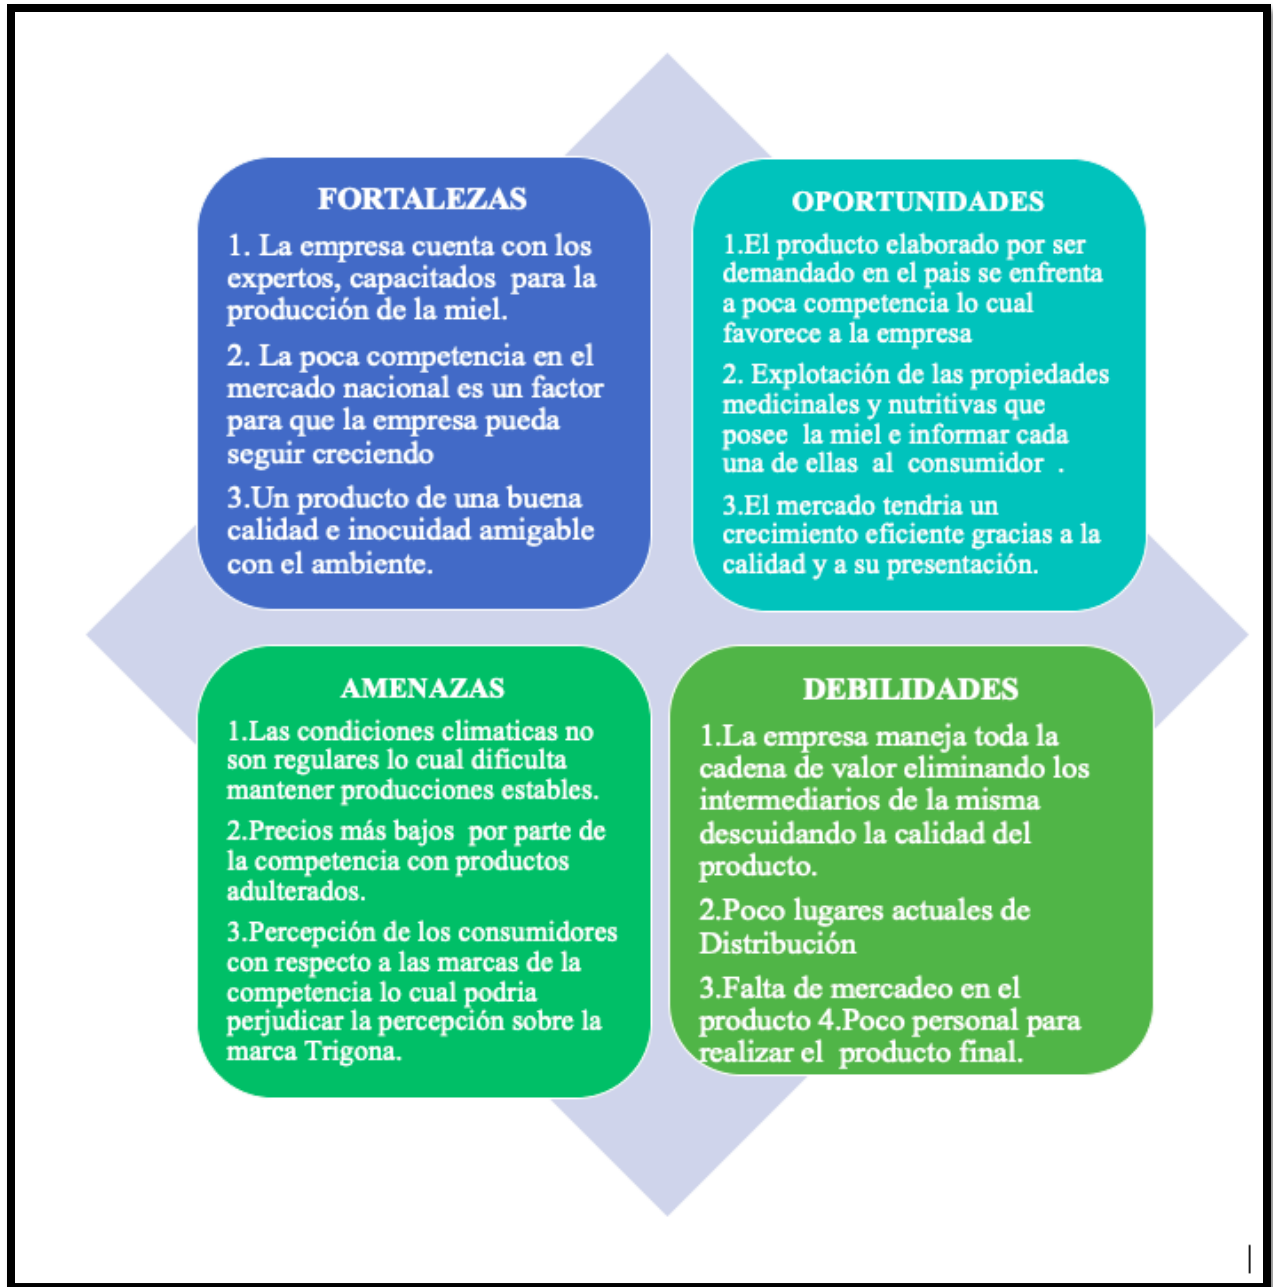 FORTALEZAS
1. La empresa cuenta con los
expertos, capacitados  para la
producción de la miel.
2. La poca competencia en el
mercado nacional es un factor
para que la empresa pueda
seguir creciendo
3.Un producto de una buena
calidad e inocuidad amigable
con el ambiente.
OPORTUNIDADES
1.El producto elaborado por ser
demandado en el pais se enfrenta
a poca competencia lo cual
favorece a la empresa
2. Explotación de las propiedades
medicinales y nutritivas que
posee  la miel e informar cada
una de ellas  al  consumidor  .
3.El mercado tendria un
crecimiento eficiente gracias a la
calidad y a su presentación.
AMENAZAS
1.Las condiciones climaticas no
son regulares lo cual dificulta
mantener producciones estables.
2.Precios más bajos  por parte de
la competencia con productos
adulterados.
3.Percepción de los consumidores
con respecto a las marcas de la
competencia lo cual podria
perjudicar la percepción sobre la
marca Trigona.
DEBILIDADES
1.La empresa maneja toda la
cadena de valor eliminando los
intermediarios de la misma
descuidando la calidad del
producto.
2.Poco lugares actuales de
Distribución
3.Falta de mercadeo en el
producto 4.Poco personal para
realizar el  producto final.